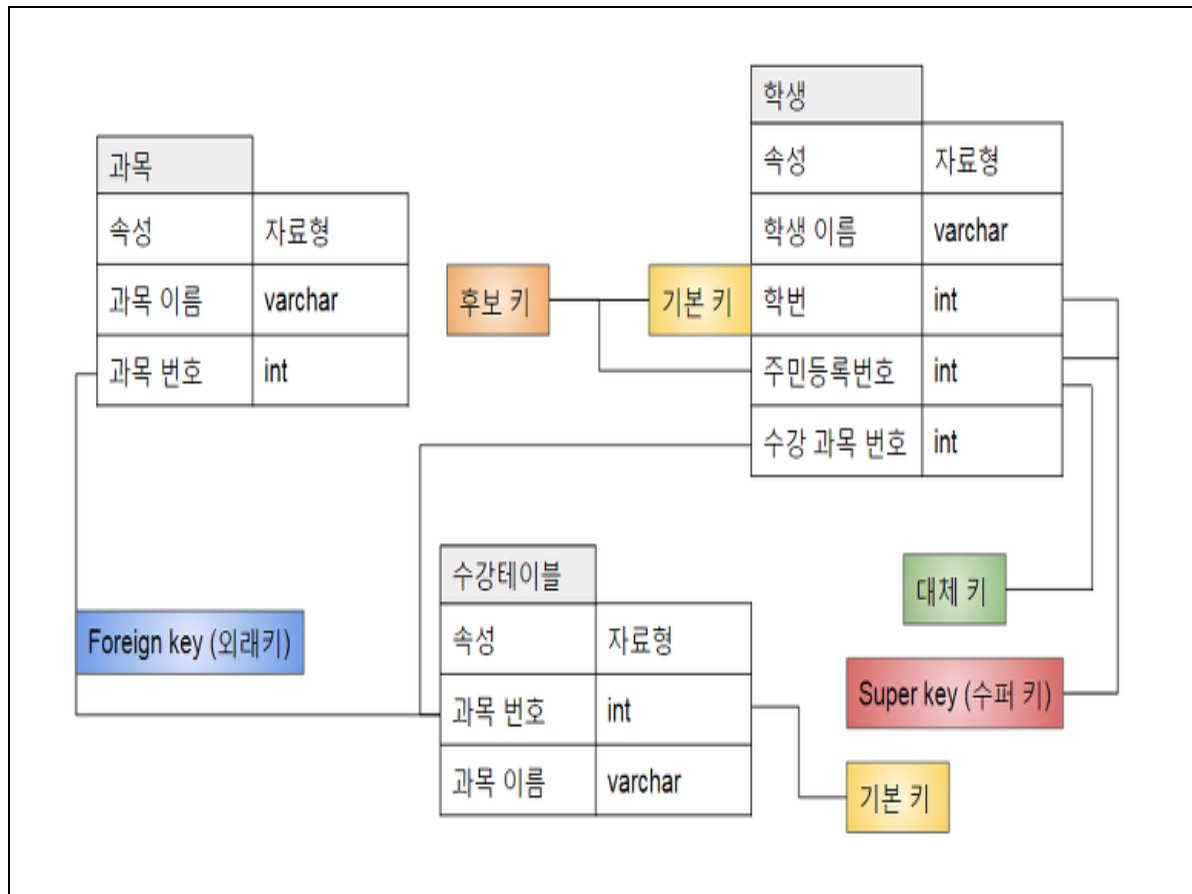 과목
속성 자료형
과목 이름 varchar
과목 번호 int
후보 키
기본 키
학생
속성 자료형
학생 이름 varchar
학번 int
주민등록번호 int
수강 과목 번호 int
Foreign key (외래키)
수강테이블
속성 자료형
과목 번호 int
과목 이름 varchar
대체 키
Super key (수퍼 키)
기본 키